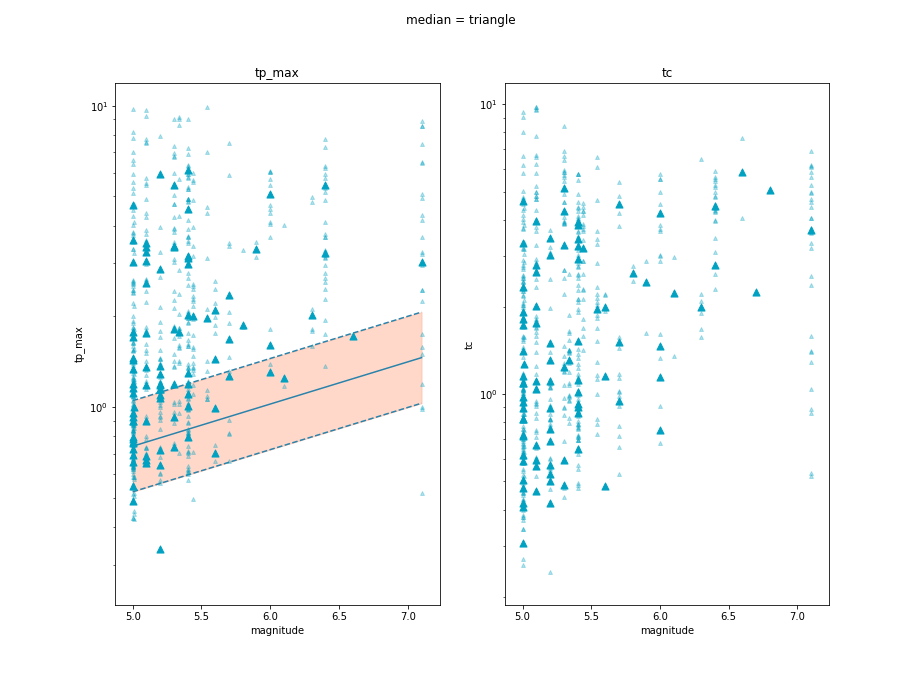 median = triangle
tp_max
tc
10¹
10⁰
tp_max
5.0 5.5 6.0 6.5 7.0
magnitude
10¹
10⁰
tc
5.0 5.5 6.0 6.5 7.0
magnitude